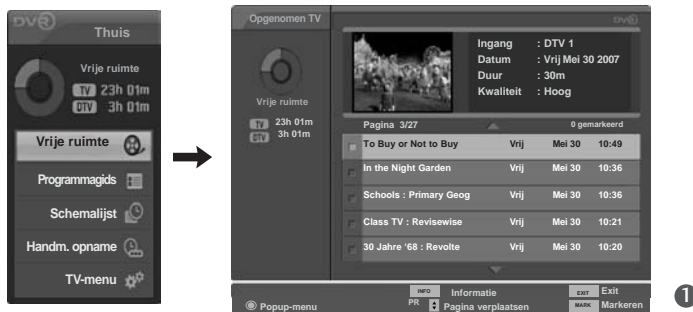 DVR
Thuis
Vrije ruimte
TV 23h 01m
DTV 3h 01m
Vrije ruimte
Programmagids
Schemalijst
Handm. opname
TV-menu
Opgenomen TV
DVR
Vrije ruimte
TV 23h 01m
DTV 3h 01m
Ingang : DTV 1
Datum : Vrij Mei 30 2007
Duur : 30m
Kwaliteit : Hoog
Pagina 3/27 0 gemarkeerd
To Buy or Not to Buy Vrij Mei 30 10:49
In the Night Garden Vrij Mei 30 10:36
Schools : Primary Geog Vrij Mei 30 10:36
Class TV : Revisewise Vrij Mei 30 10:21
30 Jahre '68 : Revolte Vrij Mei 30 10:20
INFO Informatie EXIT Exit
Popup-menu PR Pagina verplaatsen MARK Markeren
1